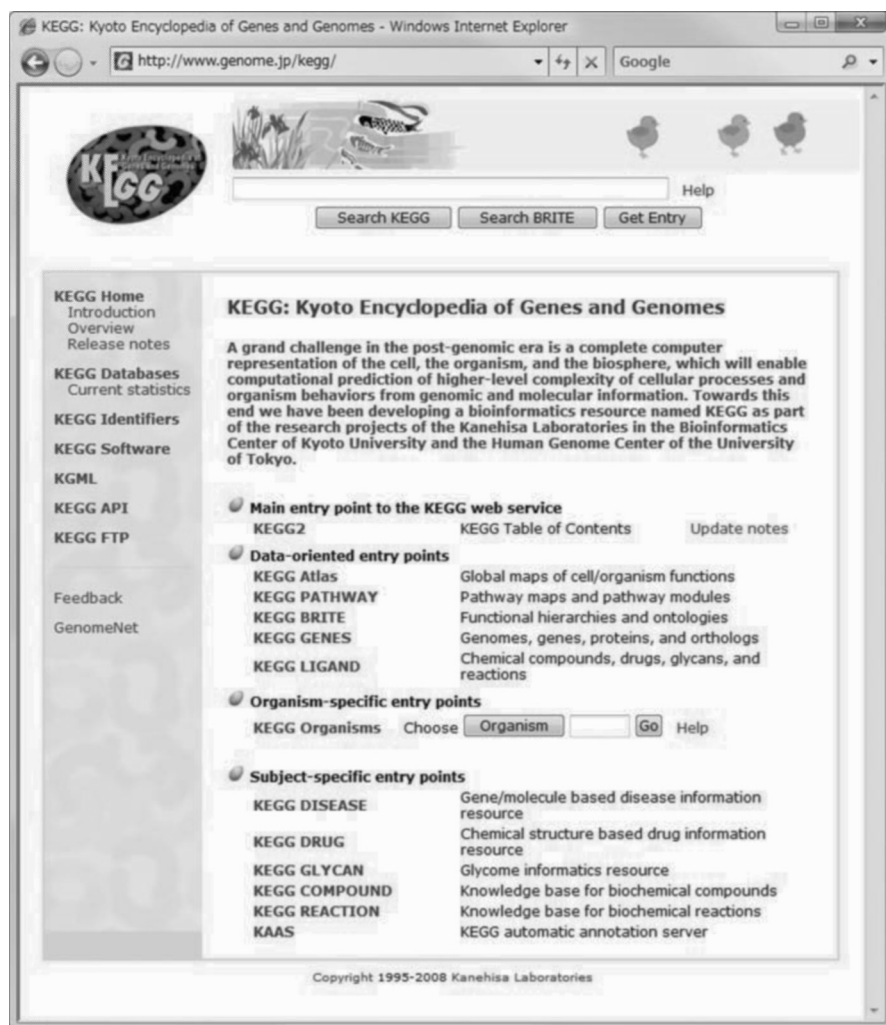 KEGG: Kyoto Encyclopedia of Genes and Genomes - Windows Internet Explorer
http://www.genome.jp/kegg/
Google
KEGG
Kyoto Encyclopedia of
Genes and Genomes
Help
Search KEGG Search BRITE Get Entry
KEGG Home
Introduction
Overview
Release notes
KEGG Databases
Current statistics
KEGG Identifiers
KEGG Software
KGML
KEGG API
KEGG FTP
Feedback
GenomeNet
KEGG: Kyoto Encyclopedia of Genes and Genomes
A grand challenge in the post-genomic era is a complete computer
representation of the cell, the organism, and the biosphere, which will enable
computational prediction of higher-level complexity of cellular processes and
organism behaviors from genomic and molecular information. Towards this
end we have been developing a bioinformatics resource named KEGG as part
of the research projects of the Kanehisa Laboratories in the Bioinformatics
Center of Kyoto University and the Human Genome Center of the University
of Tokyo.
Main entry point to the KEGG web service
KEGG2 KEGG Table of Contents Update notes
Data-oriented entry points
KEGG Atlas Global maps of cell/organism functions
KEGG PATHWAY Pathway maps and pathway modules
KEGG BRITE Functional hierarchies and ontologies
KEGG GENES Genomes, genes, proteins, and orthologs
KEGG LIGAND Chemical compounds, drugs, glycans, and
reactions
Organism-specific entry points
KEGG Organisms Choose Organism Go Help
Subject-specific entry points
KEGG DISEASE Gene/molecule based disease information
resource
KEGG DRUG Chemical structure based drug information
resource
KEGG GLYCAN Glycome informatics resource
KEGG COMPOUND Knowledge base for biochemical compounds
KEGG REACTION Knowledge base for biochemical reactions
KAAS KEGG automatic annotation server
Copyright 1995-2008 Kanehisa Laboratories